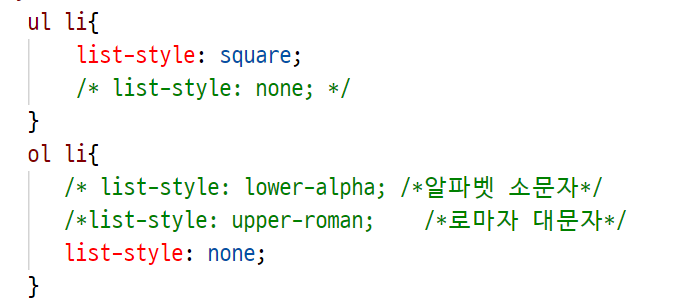 ul li{
list-style: square;
/* list-style: none; */
}
ol li{
/* list-style: lower-alpha; /*알파벳 소문자*/
/*list-style: upper-roman;    /*로마자 대문자*/
list-style: none;
}